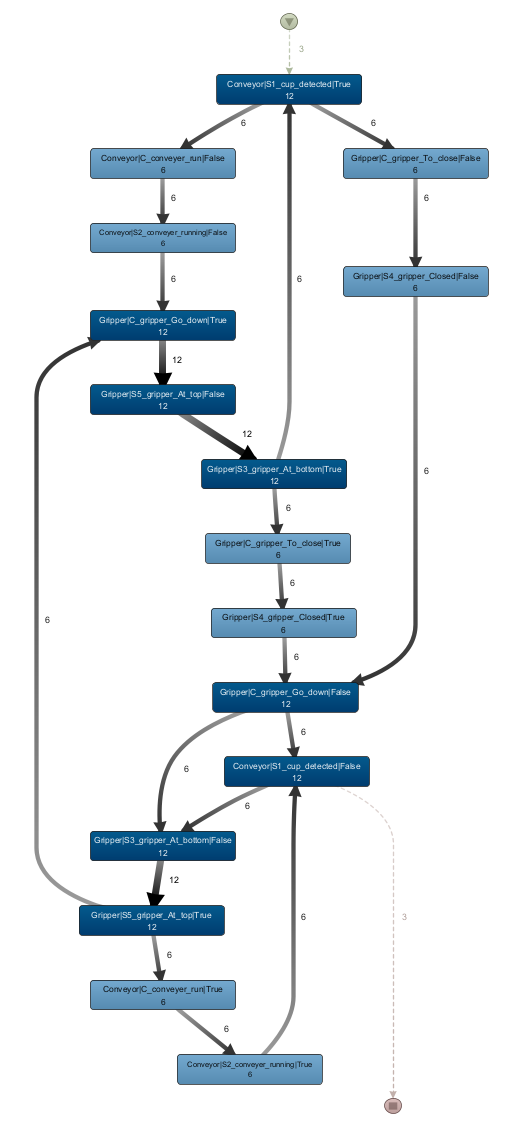 3
Conveyor|S1_cup_detected|True
12
6
6
Conveyor|C_conveyer_run|False
6
Gripper|C_gripper_To_close|False
6
6
6
Conveyor|S2_conveyer_running|False
6
6
6
Gripper|S4_gripper_Closed|False
6
Gripper|C_gripper_Go_down|True
12
12
Gripper|S5_gripper_At_top|False
12
12
Gripper|S3_gripper_At_bottom|True
12
6
6
Gripper|C_gripper_To_close|True
6
6
Gripper|S4_gripper_Closed|True
6
6
6
Gripper|C_gripper_Go_down|False
12
6
Conveyor|S1_cup_detected|False
12
6
6
Gripper|S3_gripper_At_bottom|False
12
12
Gripper|S5_gripper_At_top|True
12
6
3
6
Conveyor|C_conveyer_run|True
6
6
Conveyor|S2_conveyer_running|True
6